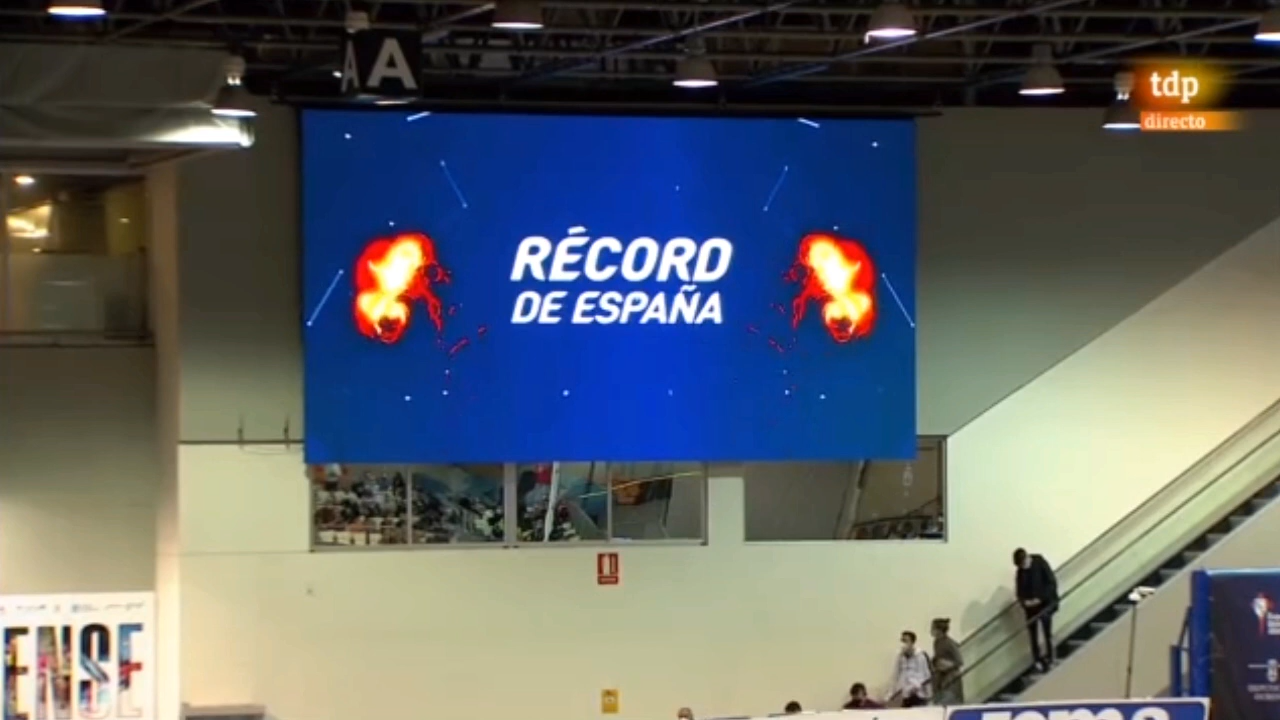 A
A
tdp
directo
RÉCORD
DE ESPAÑA
ENSE